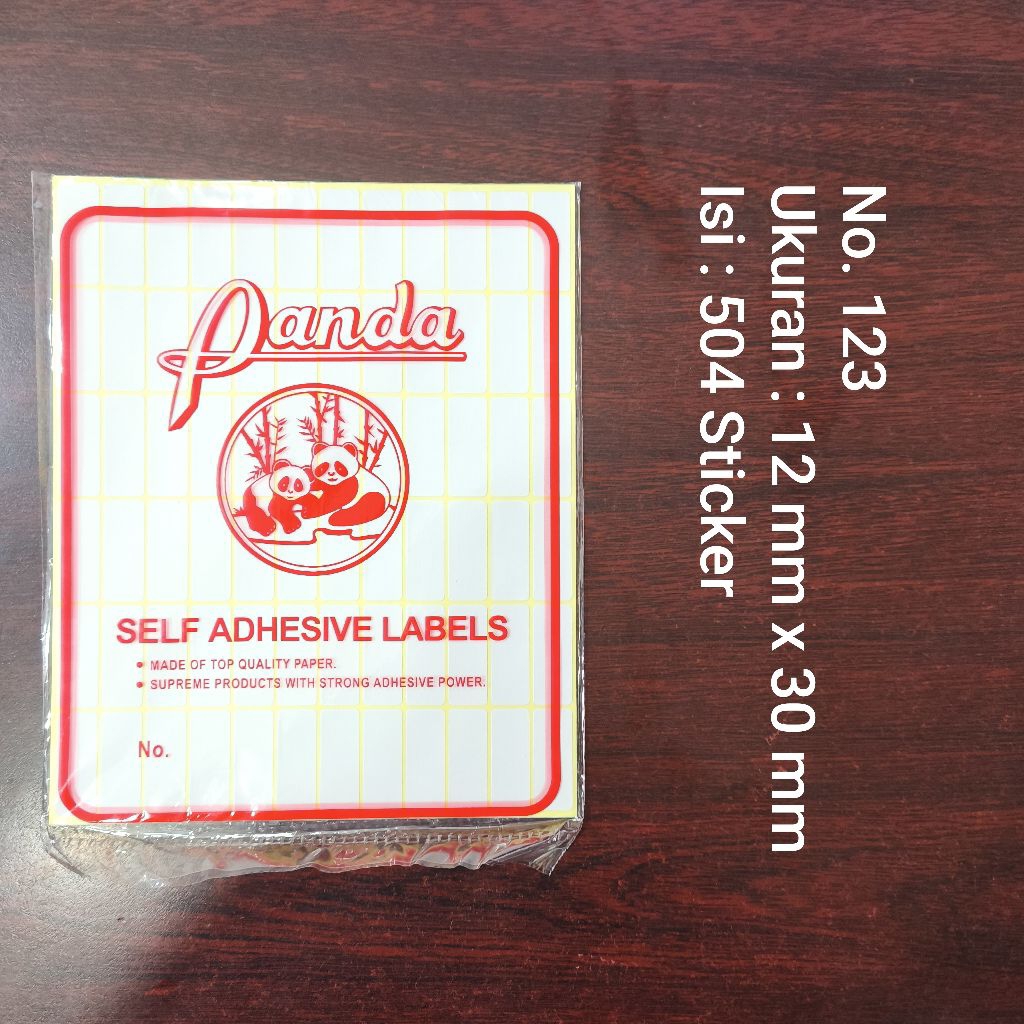 Panda
SELF ADHESIVE LABELS
• MADE OF TOP QUALITY PAPER.
• SUPREME PRODUCTS WITH STRONG ADHESIVE POWER.
No.
No. 123
Ukuran : 12 mm x 30 mm
Isi : 504 Sticker